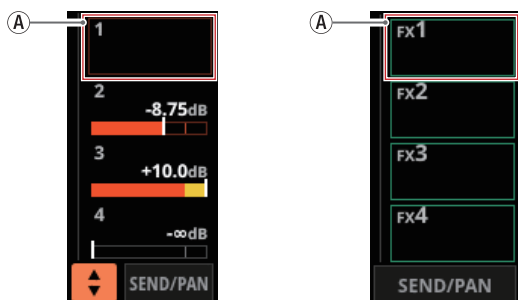 A
1
2
-8.75dB
3
+10.0dB
4
-∞dB
SEND/PAN
A
FX1
FX2
FX3
FX4
SEND/PAN